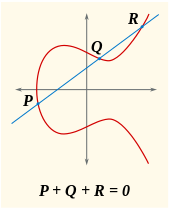 R
Q
P
P + Q + R = 0